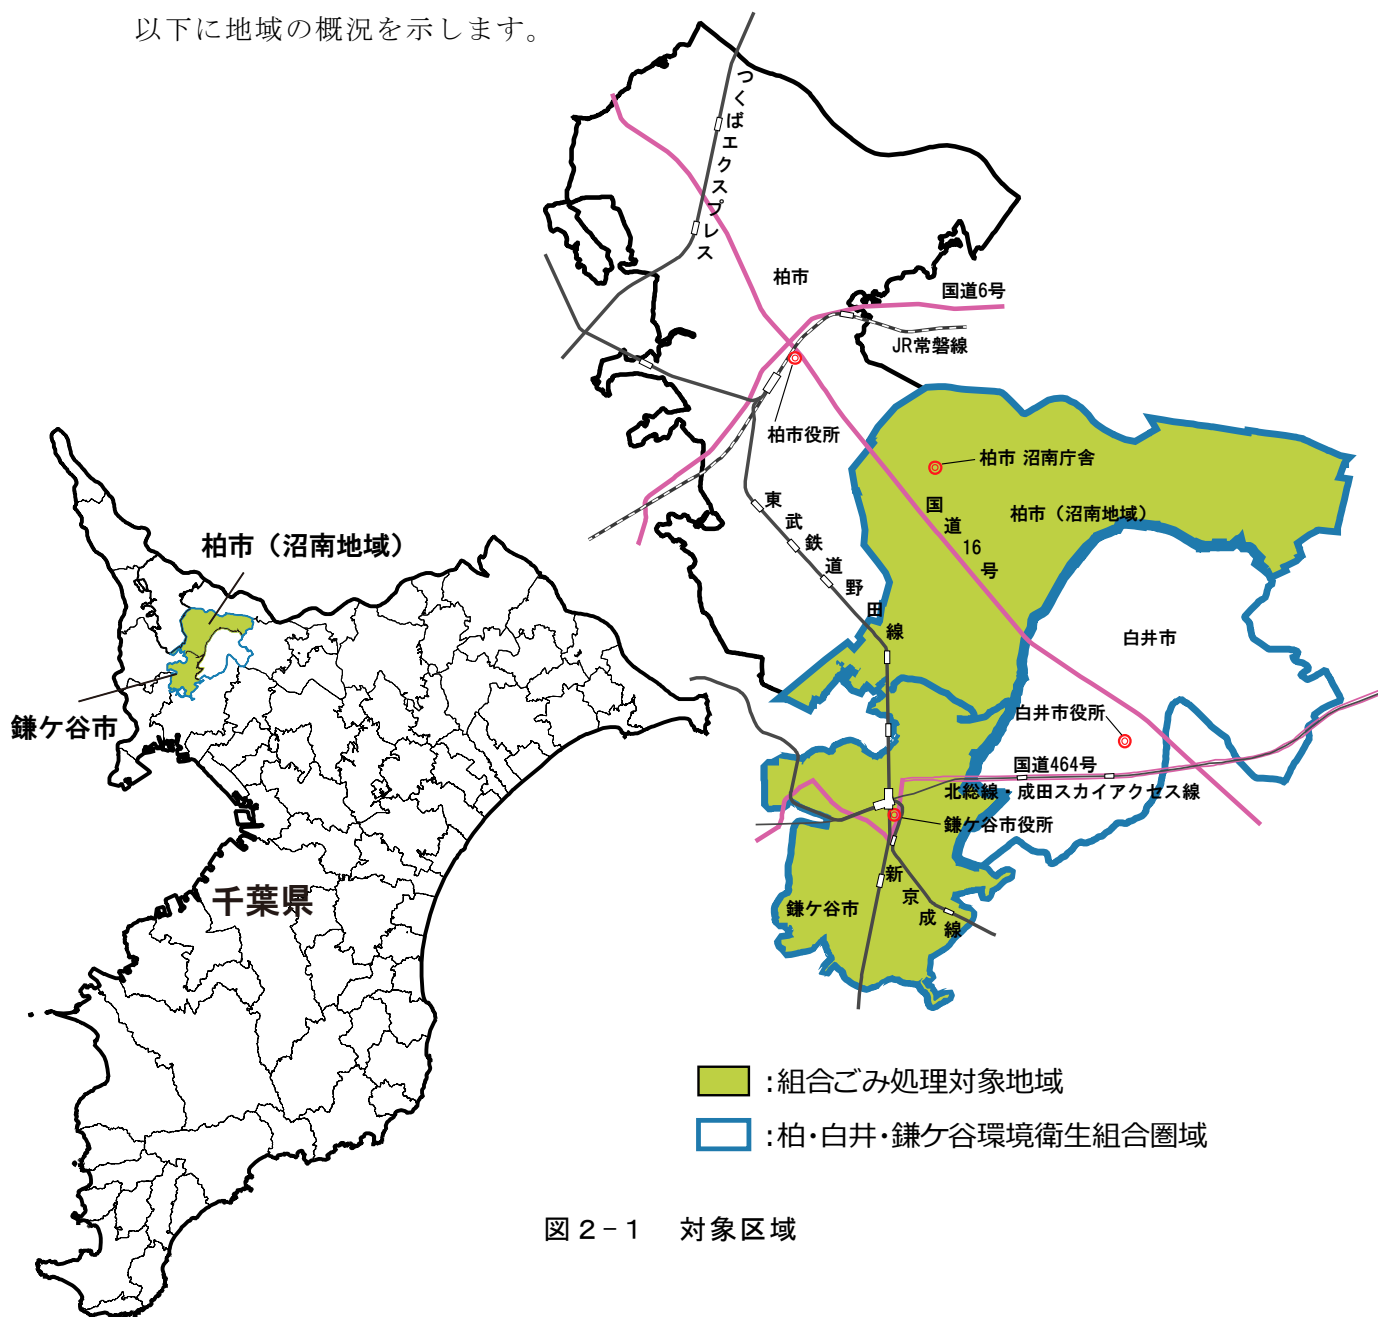 以下に地域の概況を示します。
つくばエクスプレス
柏市
国道6号
JR常磐線
柏市役所
柏市 沼南庁舎
国道16号
柏市（沼南地域）
東武鉄道野田線
白井市
白井市役所
国道464号
北総線・成田スカイアクセス線
鎌ケ谷市役所
鎌ケ谷市
新京成線
柏市（沼南地域）
鎌ケ谷市
千葉県
：組合ごみ処理対象地域
：柏・白井・鎌ケ谷環境衛生組合圏域
図２−１　対象区域